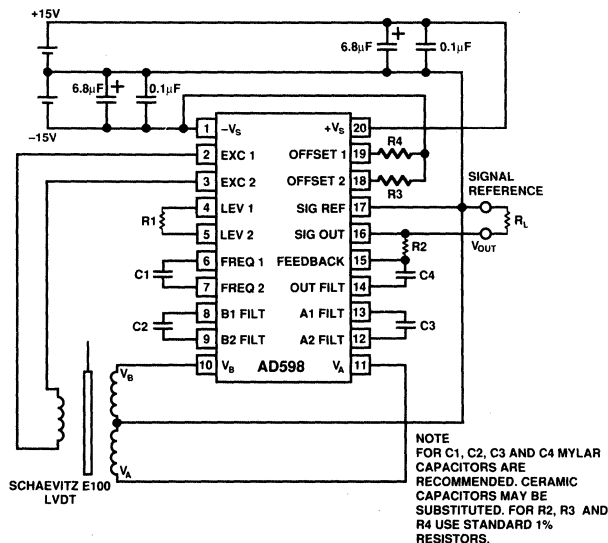 +15V
6.8µF +
0.1µF
6.8µF +
0.1µF
–15V
1 –VS
+VS 20
2 EXC 1
OFFSET 1 19
R4
3 EXC 2
OFFSET 2 18
R3
SIGNAL
REFERENCE
4 LEV 1
SIG REF 17
R1
RL
5 LEV 2
SIG OUT 16
R2
VOUT
6 FREQ 1
FEEDBACK 15
C1
C4
7 FREQ 2
OUT FILT 14
8 B1 FILT
A1 FILT 13
C2
C3
9 B2 FILT
A2 FILT 12
10 VB
AD598
VA 11
VB
VA
SCHAEVITZ E100
LVDT
NOTE
FOR C1, C2, C3 AND C4 MYLAR
CAPACITORS ARE
RECOMMENDED. CERAMIC
CAPACITORS MAY BE
SUBSTITUTED. FOR R2, R3 AND
R4 USE STANDARD 1%
RESISTORS.